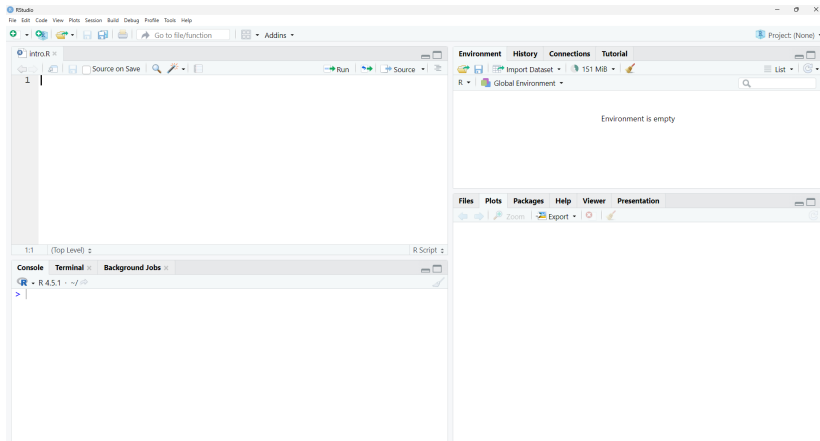 RStudio
File Edit Code View Plots Session Build Debug Profile Tools Help
Go to file/function Addins Project: (None)
intro.R
Source on Save Run Source
1
1:1 (Top Level) R Script
Console Terminal Background Jobs
R 4.5.1 · ~/
>
Environment History Connections Tutorial
Import Dataset 151 MiB List
R Global Environment
Environment is empty
Files Plots Packages Help Viewer Presentation
Zoom Export